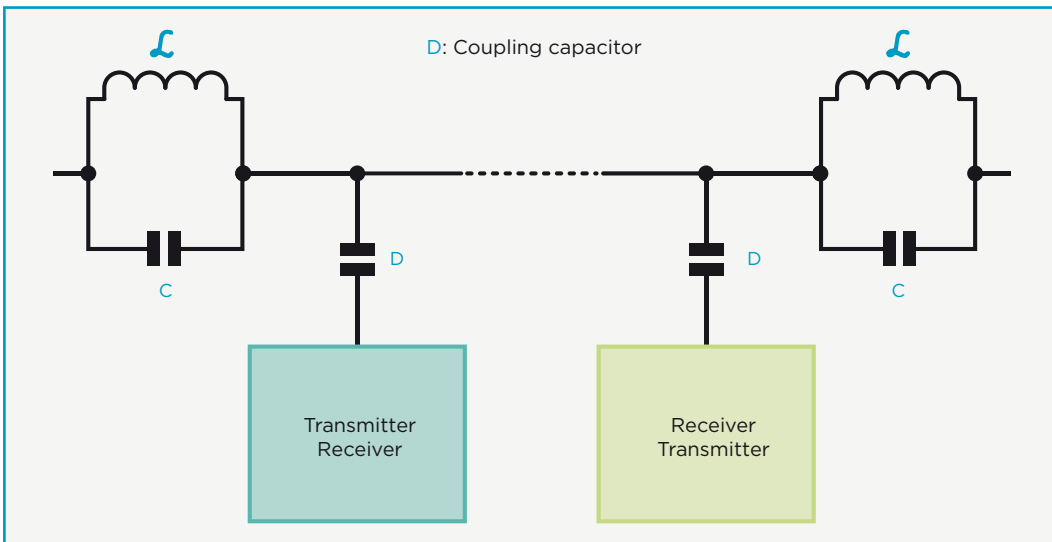 ℒ
D: Coupling capacitor
ℒ
D
D
C
C
Transmitter
Receiver
Receiver
Transmitter